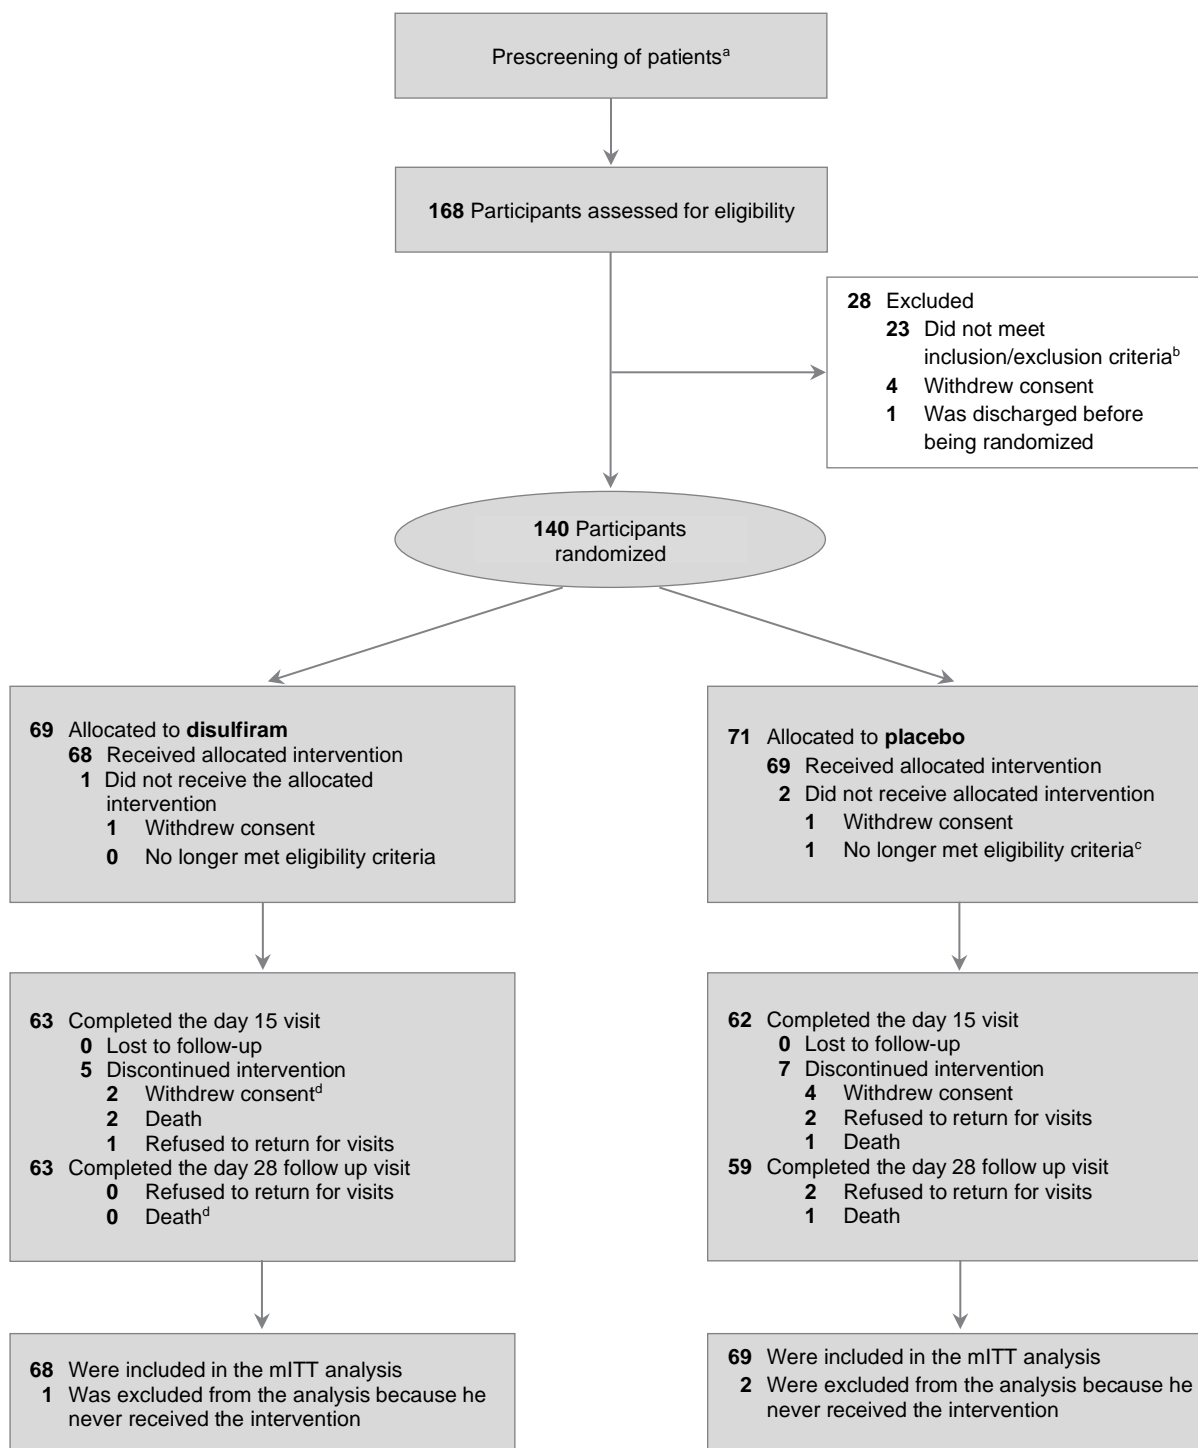 Prescreening of patientsᵃ
168 Participants assessed for eligibility
28 Excluded
23 Did not meet
inclusion/exclusion criteriaᵇ
4 Withdrew consent
1 Was discharged before
being randomized
140 Participants
randomized
69 Allocated to disulfiram
68 Received allocated intervention
1 Did not receive the allocated
intervention
1 Withdrew consent
0 No longer met eligibility criteria
71 Allocated to placebo
69 Received allocated intervention
2 Did not receive allocated intervention
1 Withdrew consent
1 No longer met eligibility criteriaᶜ
63 Completed the day 15 visit
0 Lost to follow-up
5 Discontinued intervention
2 Withdrew consentᵈ
2 Death
1 Refused to return for visits
63 Completed the day 28 follow up visit
0 Refused to return for visits
0 Deathᵈ
62 Completed the day 15 visit
0 Lost to follow-up
7 Discontinued intervention
4 Withdrew consent
2 Refused to return for visits
1 Death
59 Completed the day 28 follow up visit
2 Refused to return for visits
1 Death
68 Were included in the mITT analysis
1 Was excluded from the analysis because he
never received the intervention
69 Were included in the mITT analysis
2 Were excluded from the analysis because he
never received the intervention